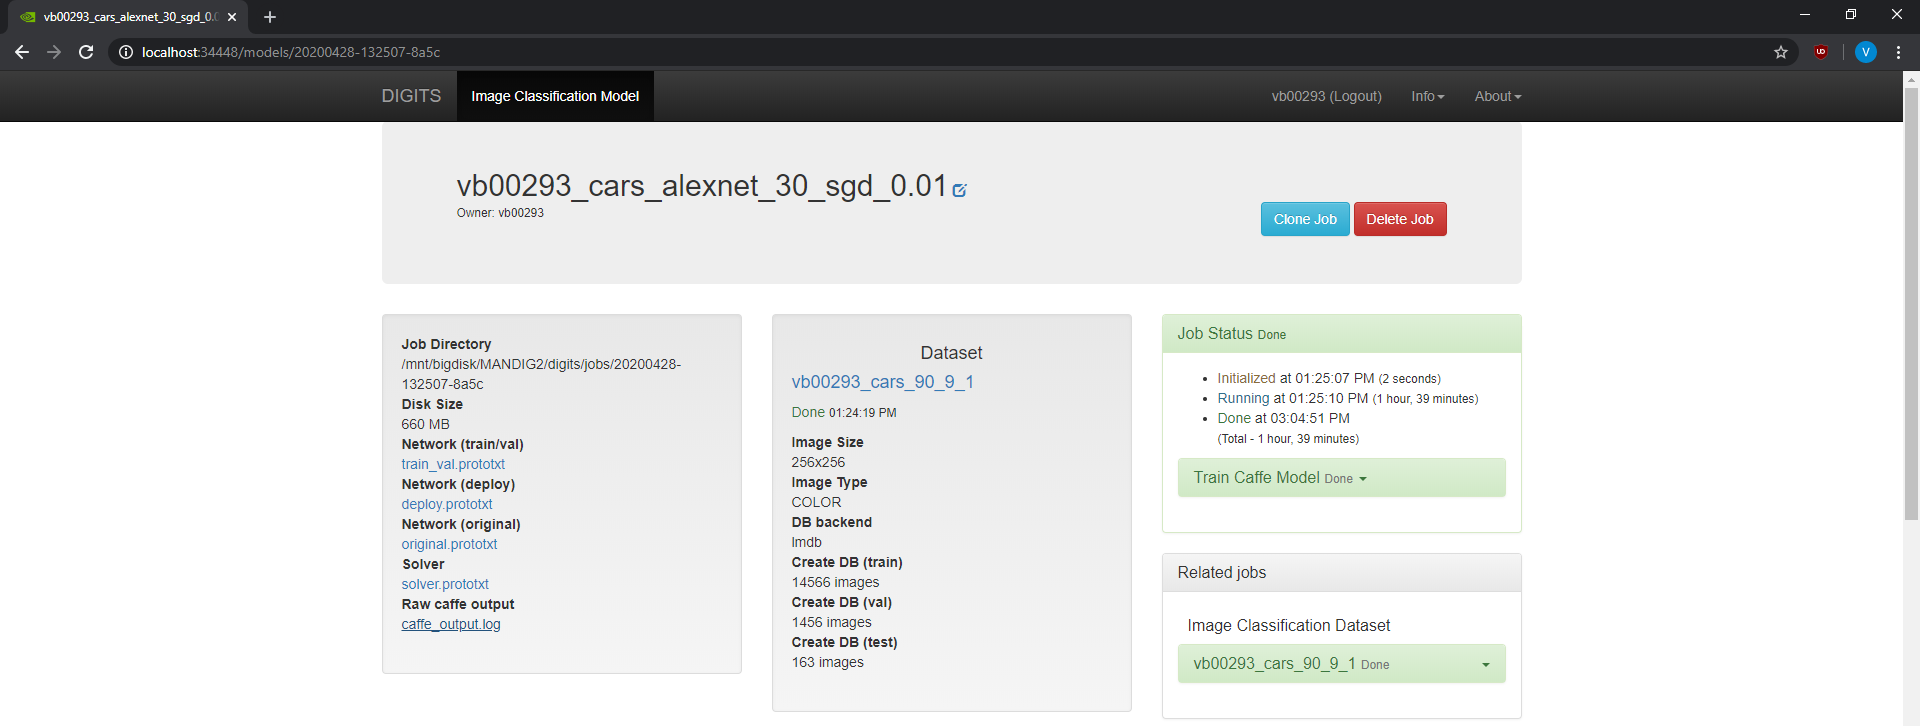 vb00293_cars_alexnet_30_sgd_0.0
localhost:34448/models/20200428-132507-8a5c
V
DIGITS
Image Classification Model
vb00293 (Logout)
Info
About
vb00293_cars_alexnet_30_sgd_0.01
Owner: vb00293
Clone Job
Delete Job
Job Directory
/mnt/bigdisk/MANDIG2/digits/jobs/20200428-
132507-8a5c
Disk Size
660 MB
Network (train/val)
train_val.prototxt
Network (deploy)
deploy.prototxt
Network (original)
original.prototxt
Solver
solver.prototxt
Raw caffe output
caffe_output.log
Dataset
vb00293_cars_90_9_1
Done 01:24:19 PM
Image Size
256x256
Image Type
COLOR
DB backend
lmdb
Create DB (train)
14566 images
Create DB (val)
1456 images
Create DB (test)
163 images
Job Status Done
Initialized at 01:25:07 PM (2 seconds)
Running at 01:25:10 PM (1 hour, 39 minutes)
Done at 03:04:51 PM
(Total - 1 hour, 39 minutes)
Train Caffe Model Done
Related jobs
Image Classification Dataset
vb00293_cars_90_9_1 Done